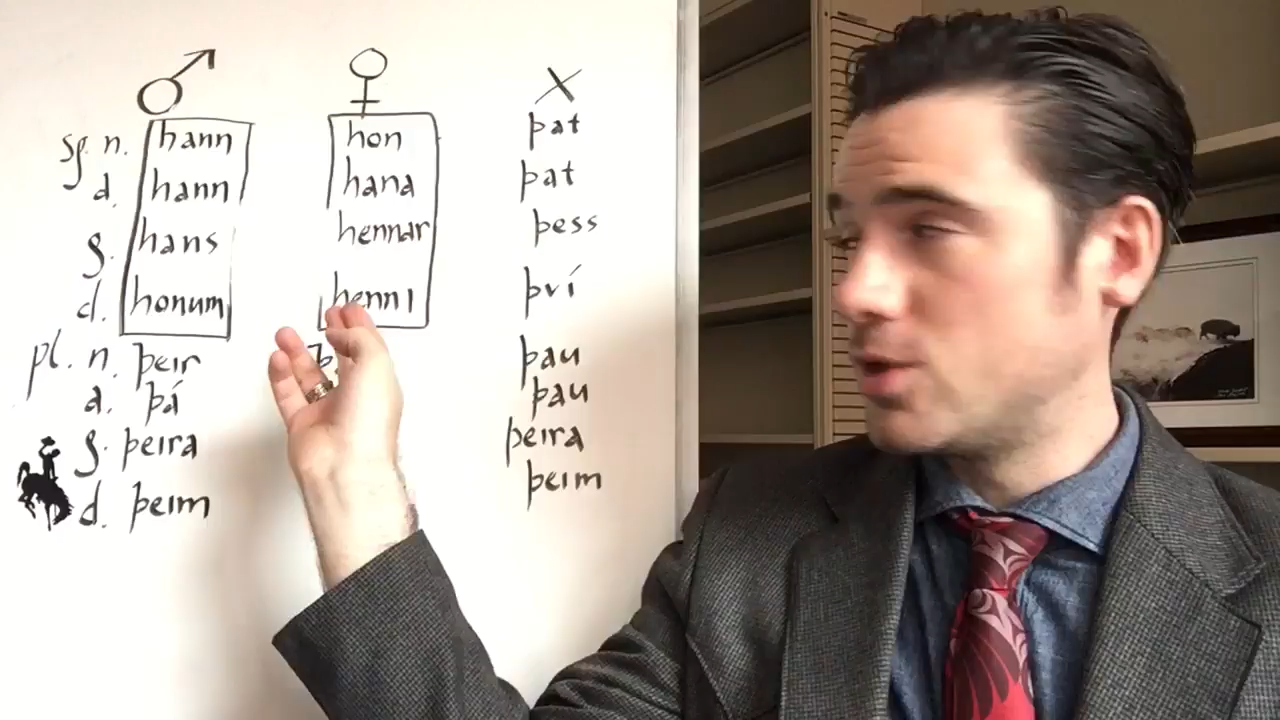 sg. n. hann hon þat
a. hann hana þat
g. hans hennar þess
d. honum henni því
pl. n. þeir þau
a. þá þau
g. þeira þeira
d. þeim þeim